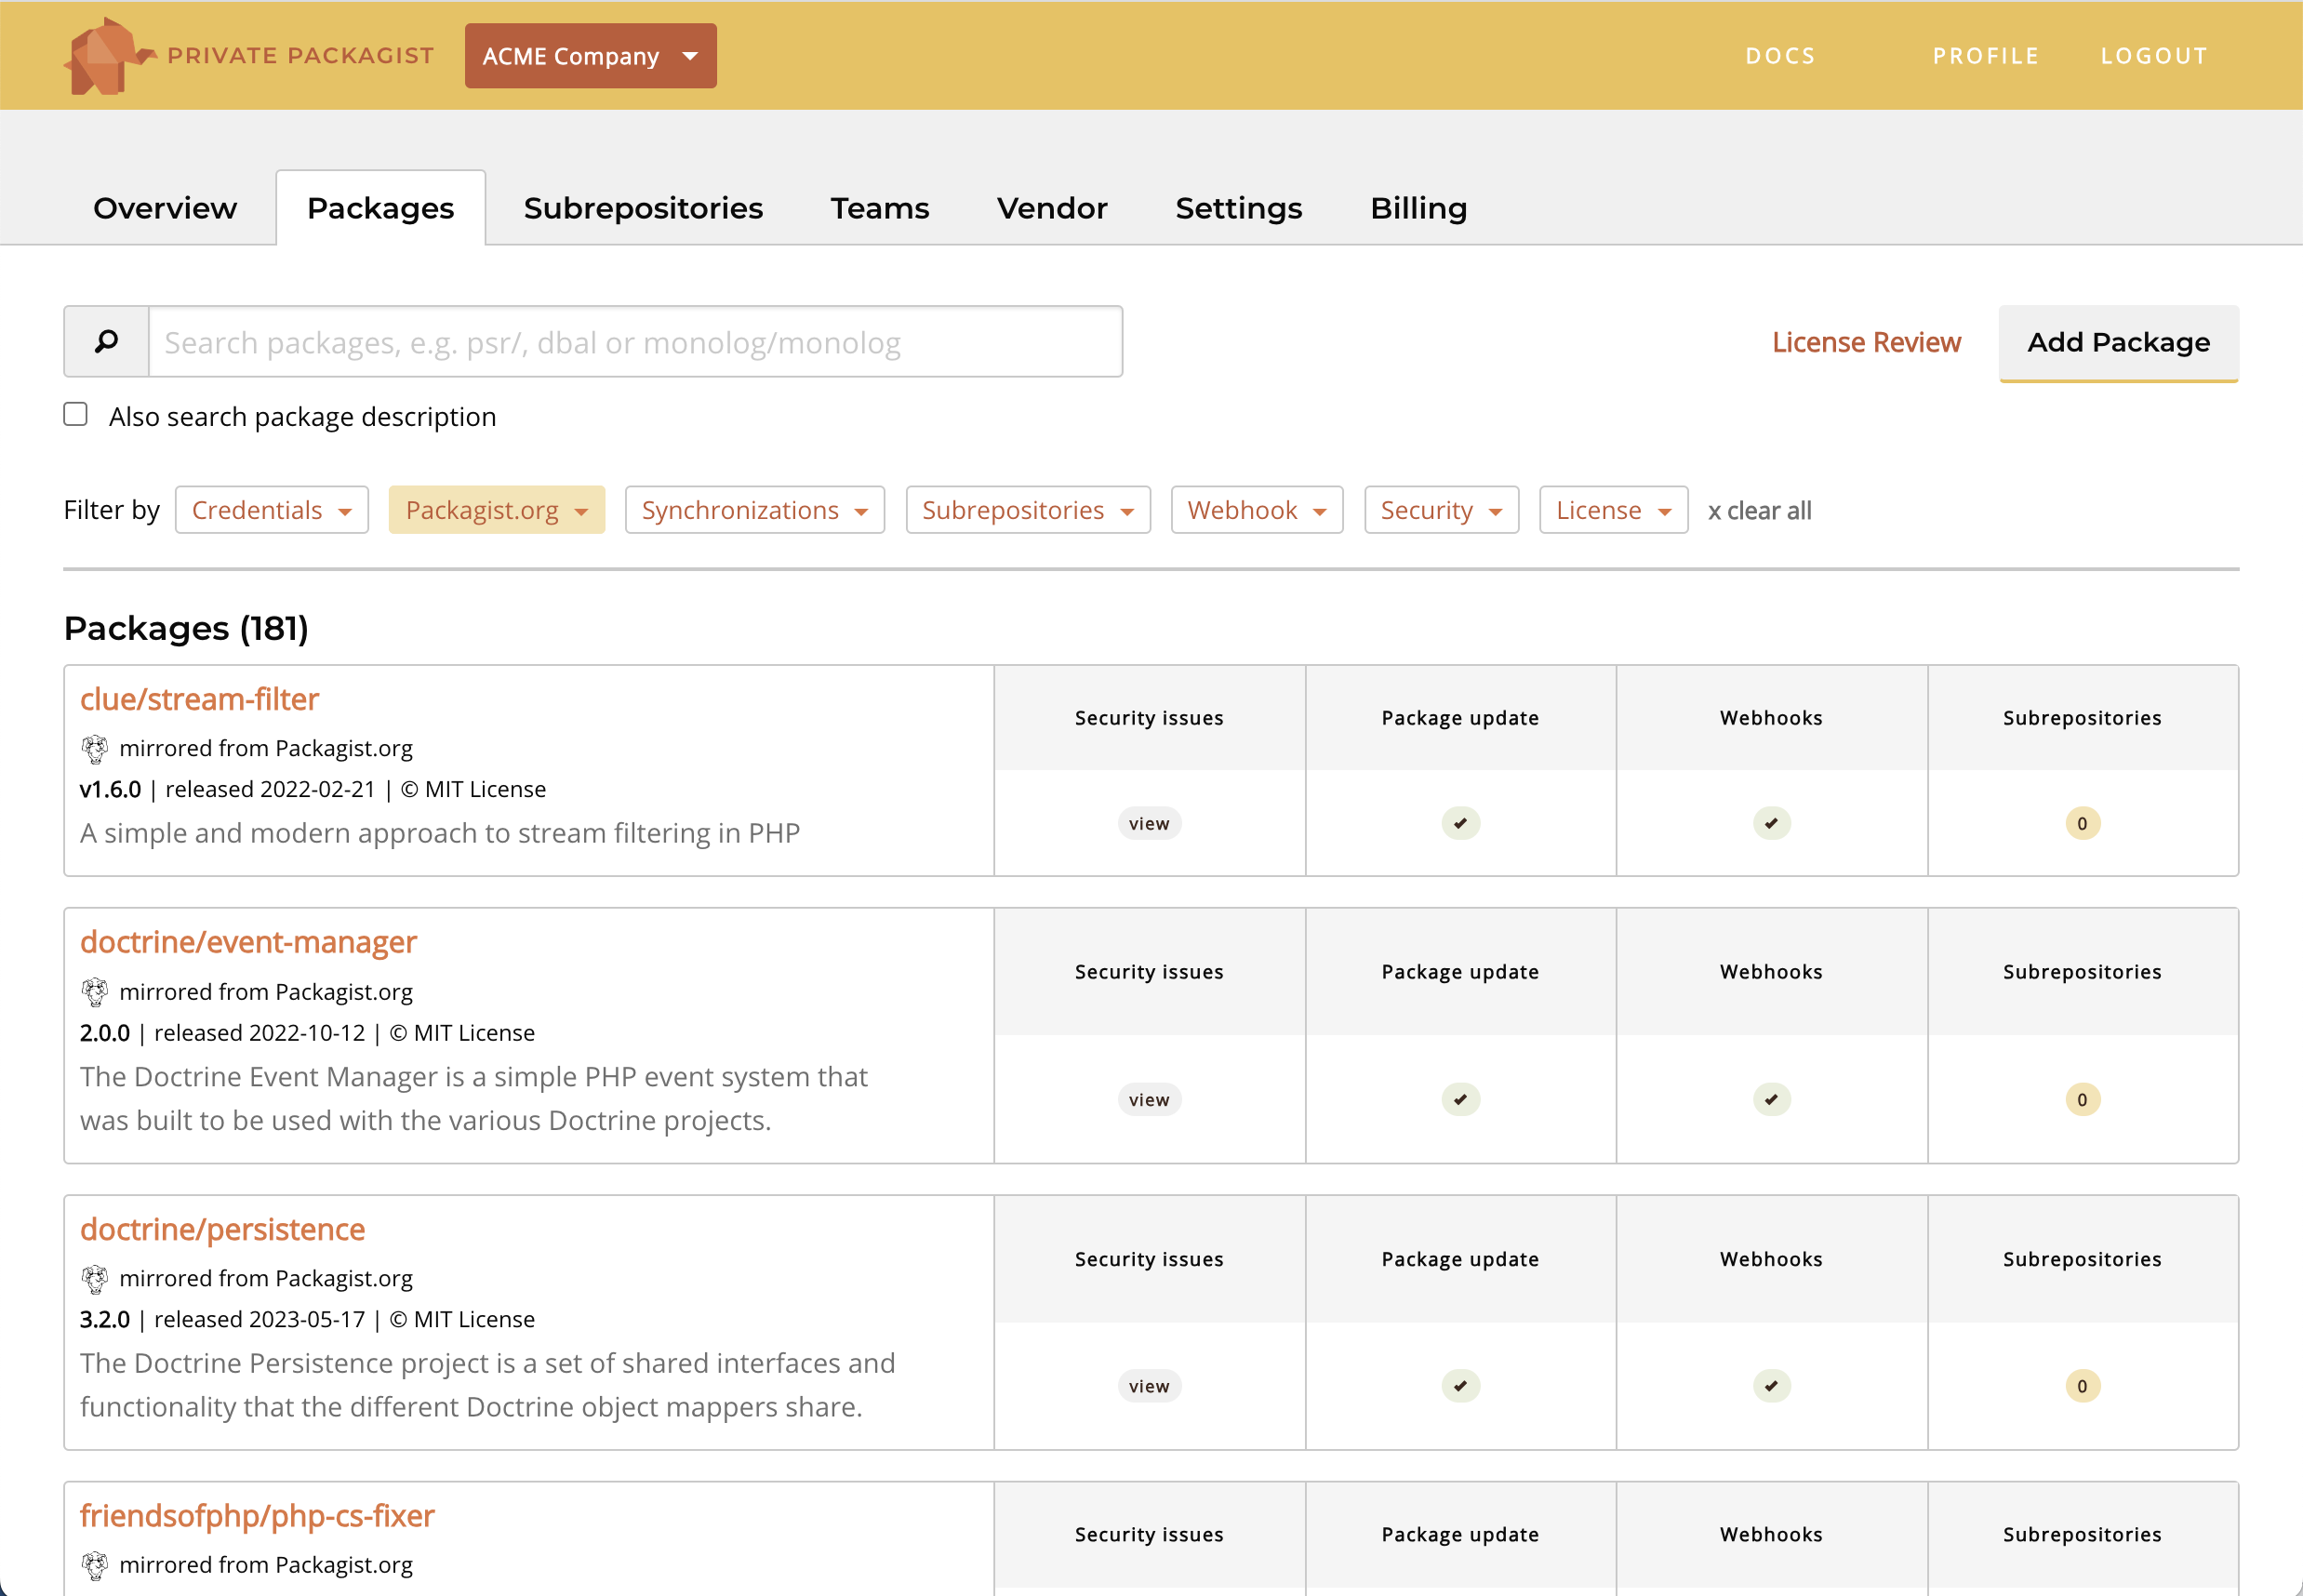 PRIVATE PACKAGIST ACME Company DOCS PROFILE LOGOUT
Overview Packages Subrepositories Teams Vendor Settings Billing
Search packages, e.g. psr/, dbal or monolog/monolog License Review Add Package
Also search package description
Filter by Credentials Packagist.org Synchronizations Subrepositories Webhook Security License x clear all
Packages (181)
clue/stream-filter
mirrored from Packagist.org
v1.6.0 | released 2022-02-21 | © MIT License
A simple and modern approach to stream filtering in PHP
Security issues Package update Webhooks Subrepositories
view 0
doctrine/event-manager
mirrored from Packagist.org
2.0.0 | released 2022-10-12 | © MIT License
The Doctrine Event Manager is a simple PHP event system that
was built to be used with the various Doctrine projects.
Security issues Package update Webhooks Subrepositories
view 0
doctrine/persistence
mirrored from Packagist.org
3.2.0 | released 2023-05-17 | © MIT License
The Doctrine Persistence project is a set of shared interfaces and
functionality that the different Doctrine object mappers share.
Security issues Package update Webhooks Subrepositories
view 0
friendsofphp/php-cs-fixer
mirrored from Packagist.org
Security issues Package update Webhooks Subrepositories